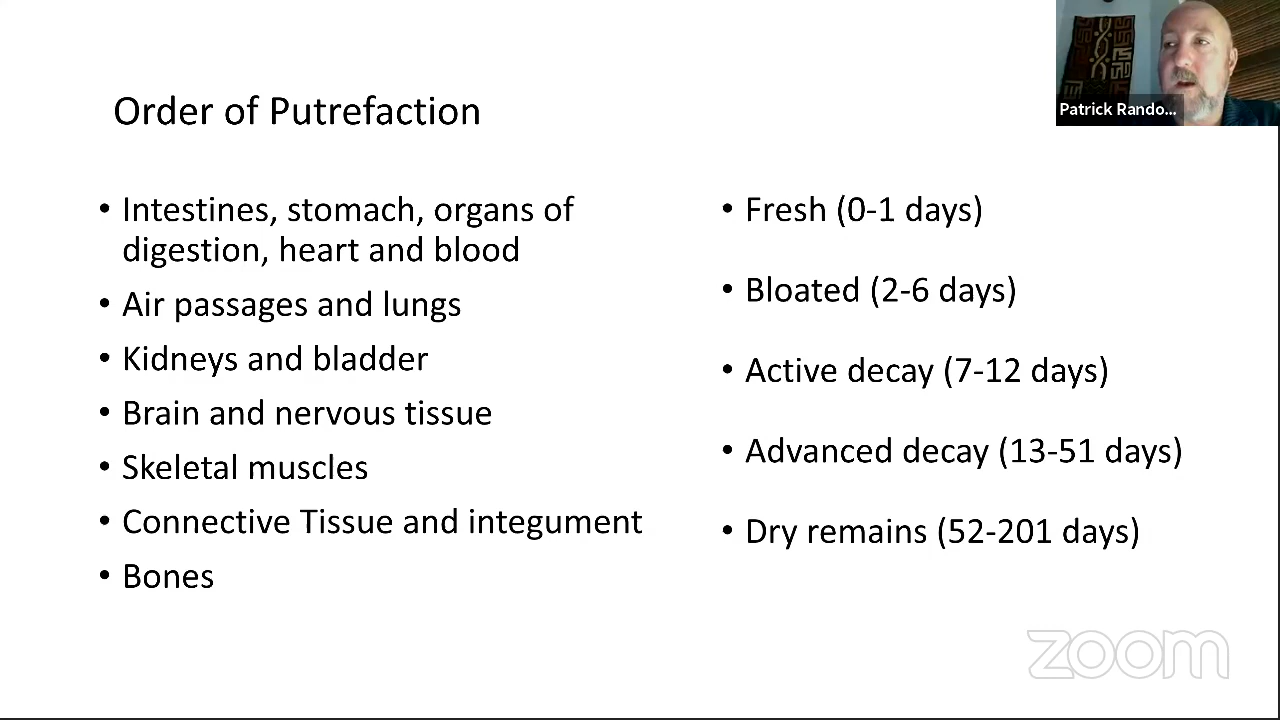 Order of Putrefaction
• Intestines, stomach, organs of
digestion, heart and blood
• Air passages and lungs
• Kidneys and bladder
• Brain and nervous tissue
• Skeletal muscles
• Connective Tissue and integument
• Bones
• Fresh (0-1 days)
• Bloated (2-6 days)
• Active decay (7-12 days)
• Advanced decay (13-51 days)
• Dry remains (52-201 days)
Patrick Rando...
zoom